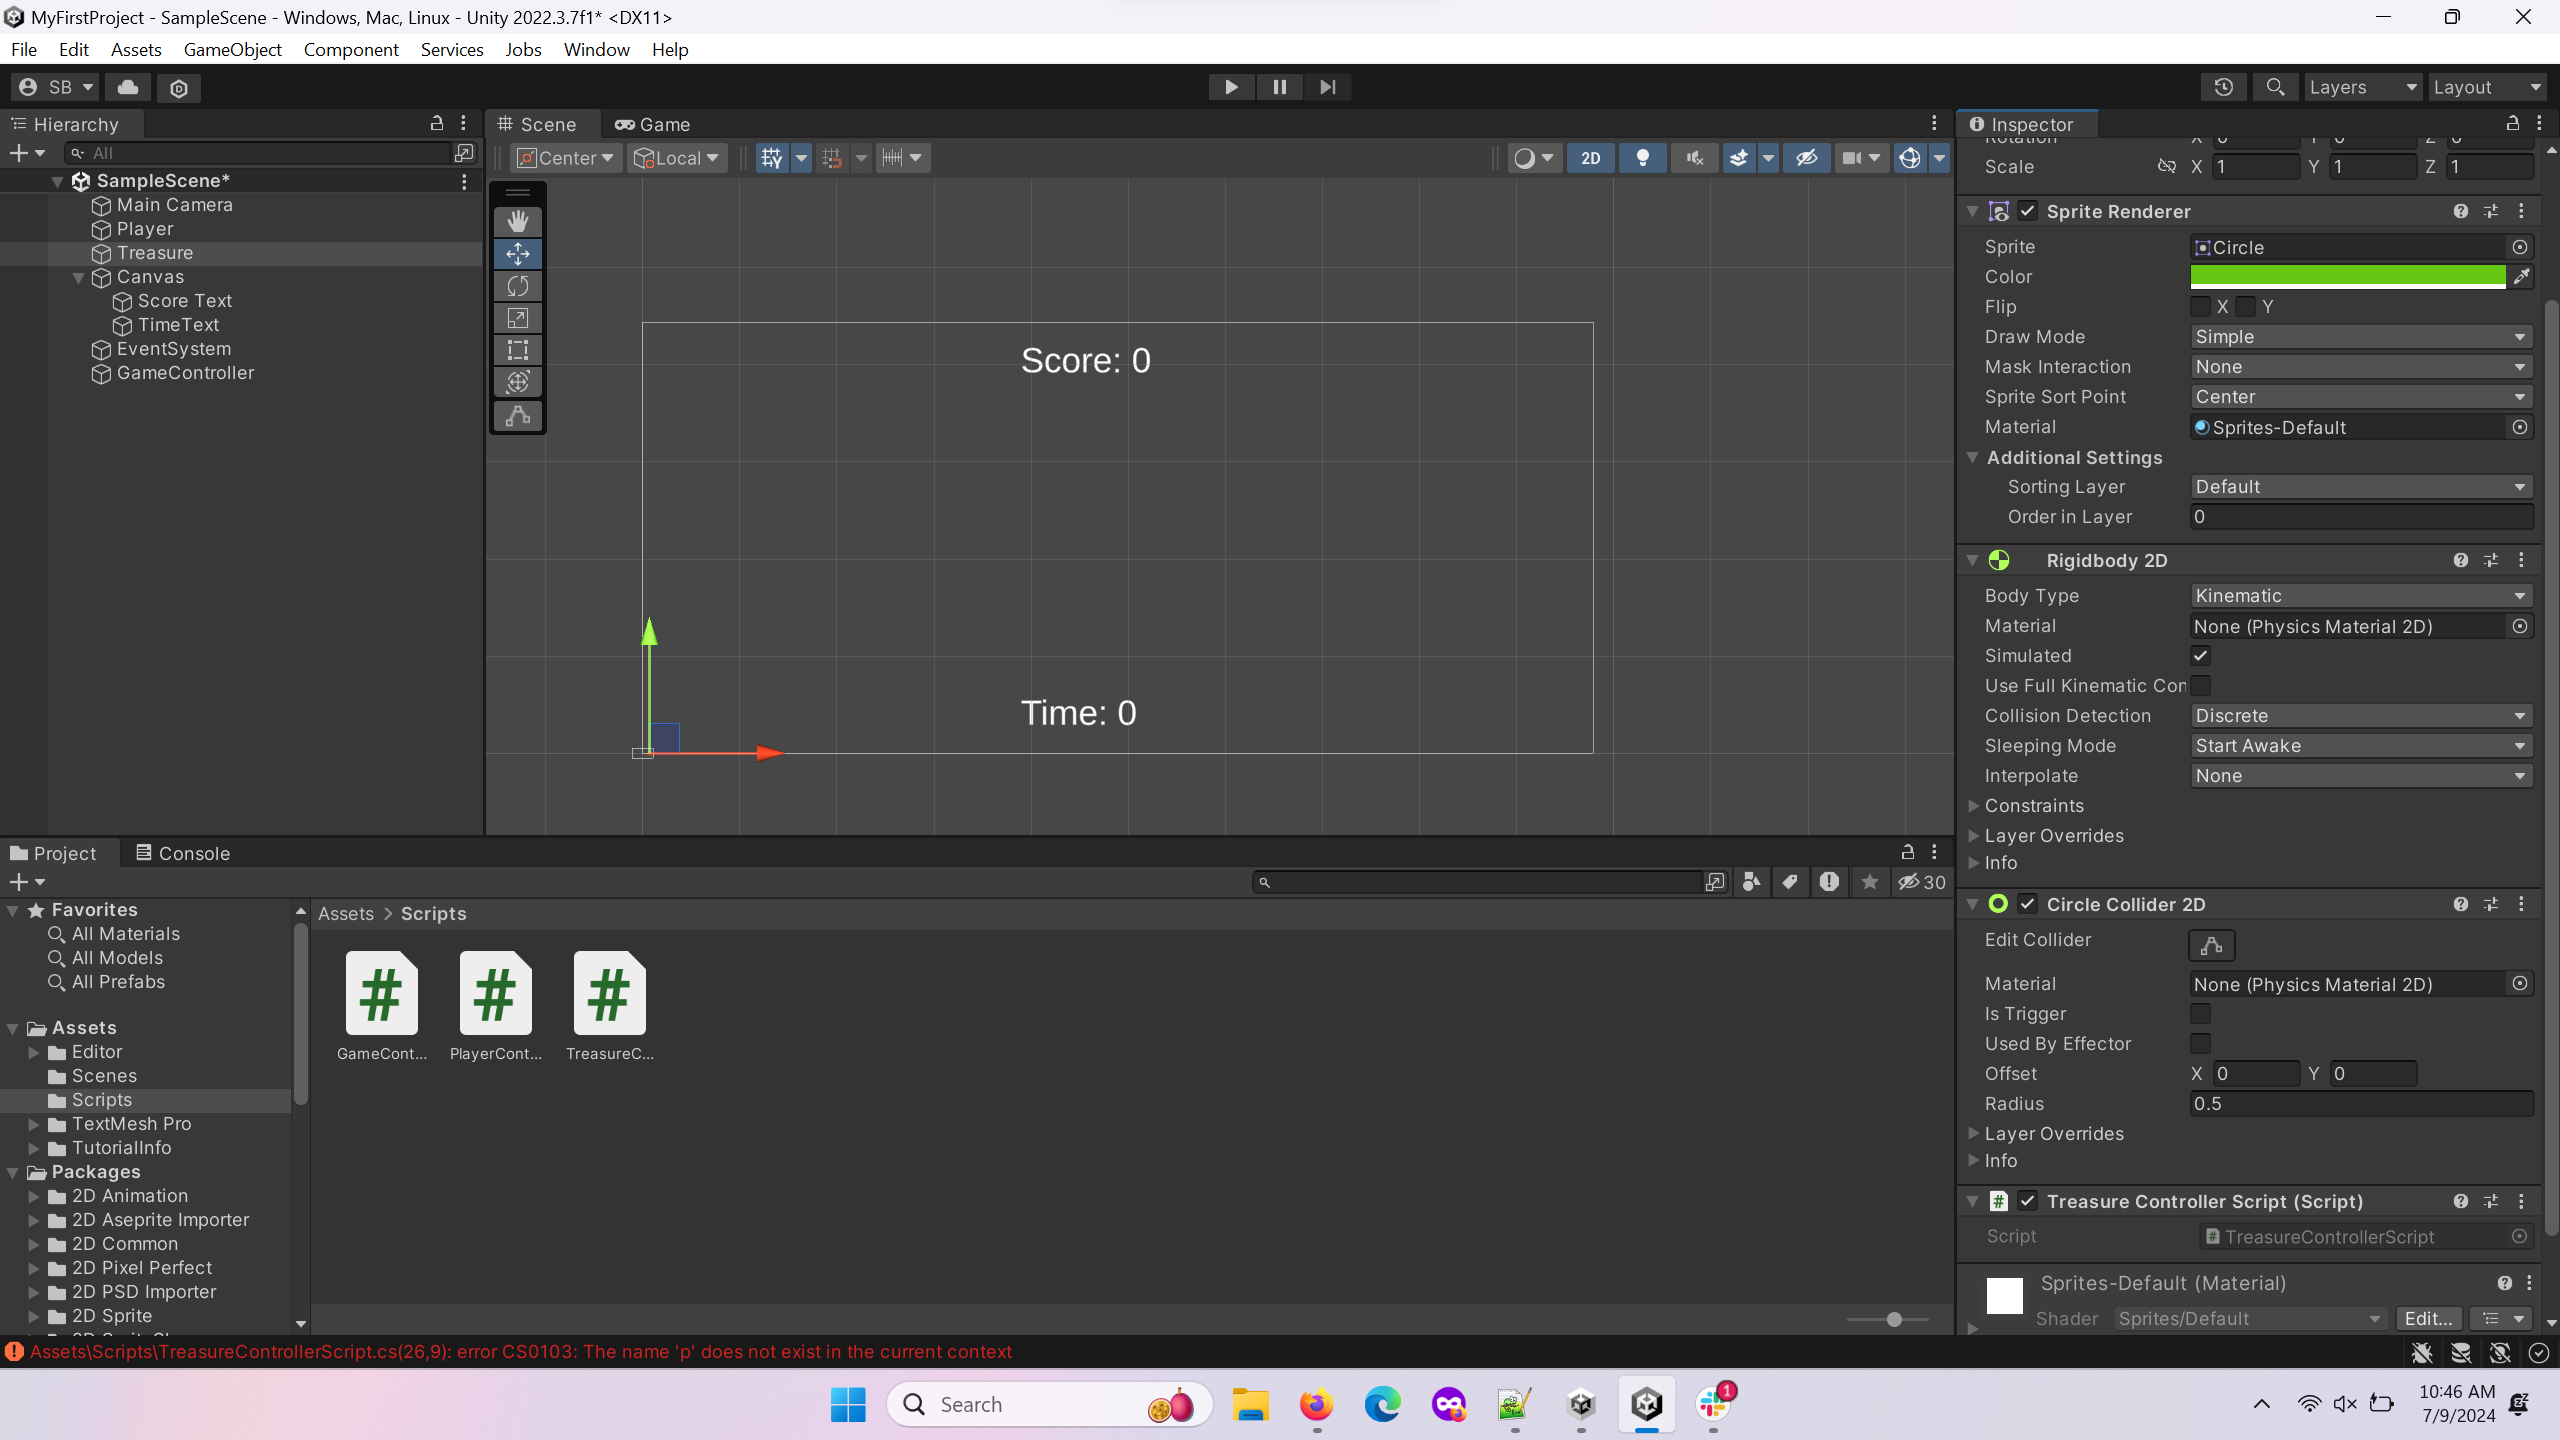 MyFirstProject - SampleScene - Windows, Mac, Linux - Unity 2022.3.7f1* <DX11>
File Edit Assets GameObject Component Services Jobs Window Help
SB
Layers
Layout
Hierarchy
All
SampleScene*
Main Camera
Player
Treasure
Canvas
Score Text
TimeText
EventSystem
GameController
Scene
Game
Center
Local
2D
Score: 0
Time: 0
Inspector
Rotation X 0 Y 0 Z 0
Scale X 1 Y 1 Z 1
Sprite Renderer
Sprite Circle
Color
Flip X Y
Draw Mode Simple
Mask Interaction None
Sprite Sort Point Center
Material Sprites-Default
Additional Settings
Sorting Layer Default
Order in Layer 0
Rigidbody 2D
Body Type Kinematic
Material None (Physics Material 2D)
Simulated
Use Full Kinematic Con
Collision Detection Discrete
Sleeping Mode Start Awake
Interpolate None
Constraints
Layer Overrides
Info
Circle Collider 2D
Edit Collider
Material None (Physics Material 2D)
Is Trigger
Used By Effector
Offset X 0 Y 0
Radius 0.5
Layer Overrides
Info
Treasure Controller Script (Script)
Script # TreasureControllerScript
Sprites-Default (Material)
Shader Sprites/Default Edit...
Project
Console
30
Favorites
All Materials
All Models
All Prefabs
Assets
Editor
Scenes
Scripts
TextMesh Pro
TutorialInfo
Packages
2D Animation
2D Aseprite Importer
2D Common
2D Pixel Perfect
2D PSD Importer
2D Sprite
Assets > Scripts
# # #
GameCont... PlayerCont... TreasureC...
Assets\Scripts\TreasureControllerScript.cs(26,9): error CS0103: The name 'p' does not exist in the current context
Search
1
10:46 AM
7/9/2024